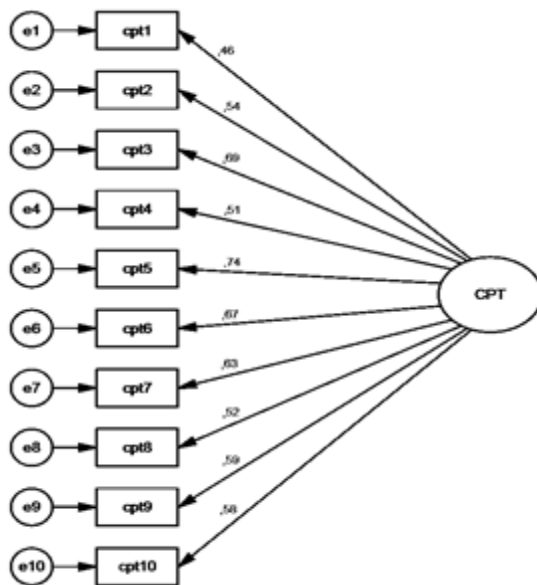 e1 cpt1 ,46
e2 cpt2 ,54
e3 cpt3 ,69
e4 cpt4 ,51
e5 cpt5 ,74
CPT
e6 cpt6 ,67
e7 cpt7 ,63
e8 cpt8 ,52
e9 cpt9 ,59
e10 cpt10 ,58